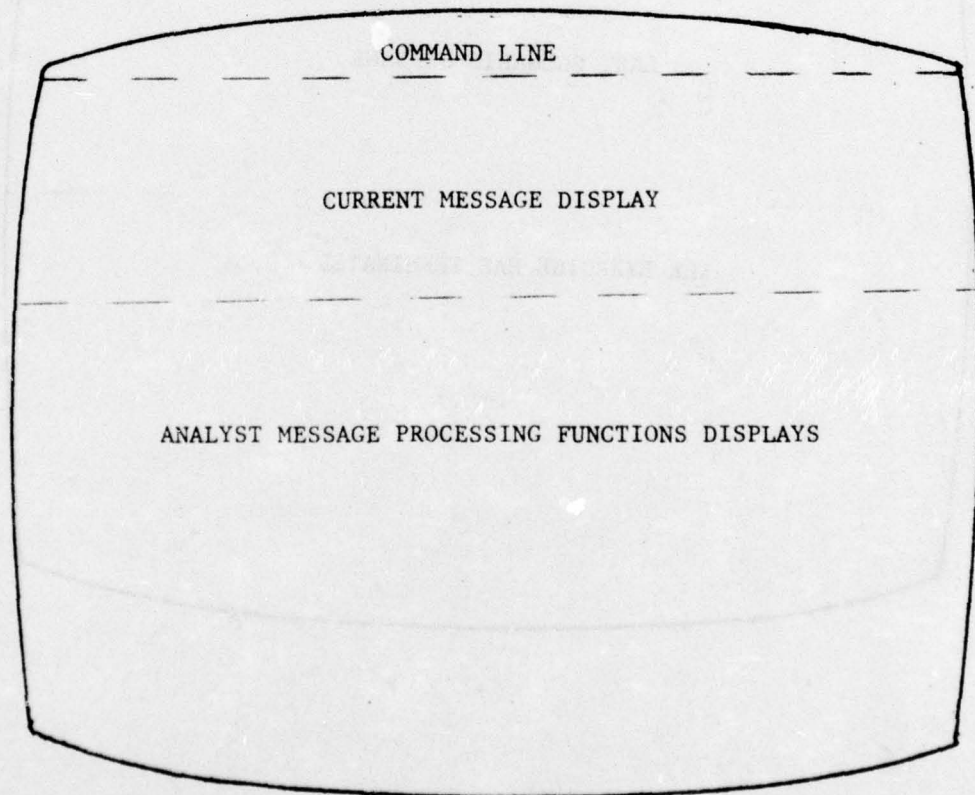 COMMAND LINE
CURRENT MESSAGE DISPLAY
ANALYST MESSAGE PROCESSING FUNCTIONS DISPLAYS